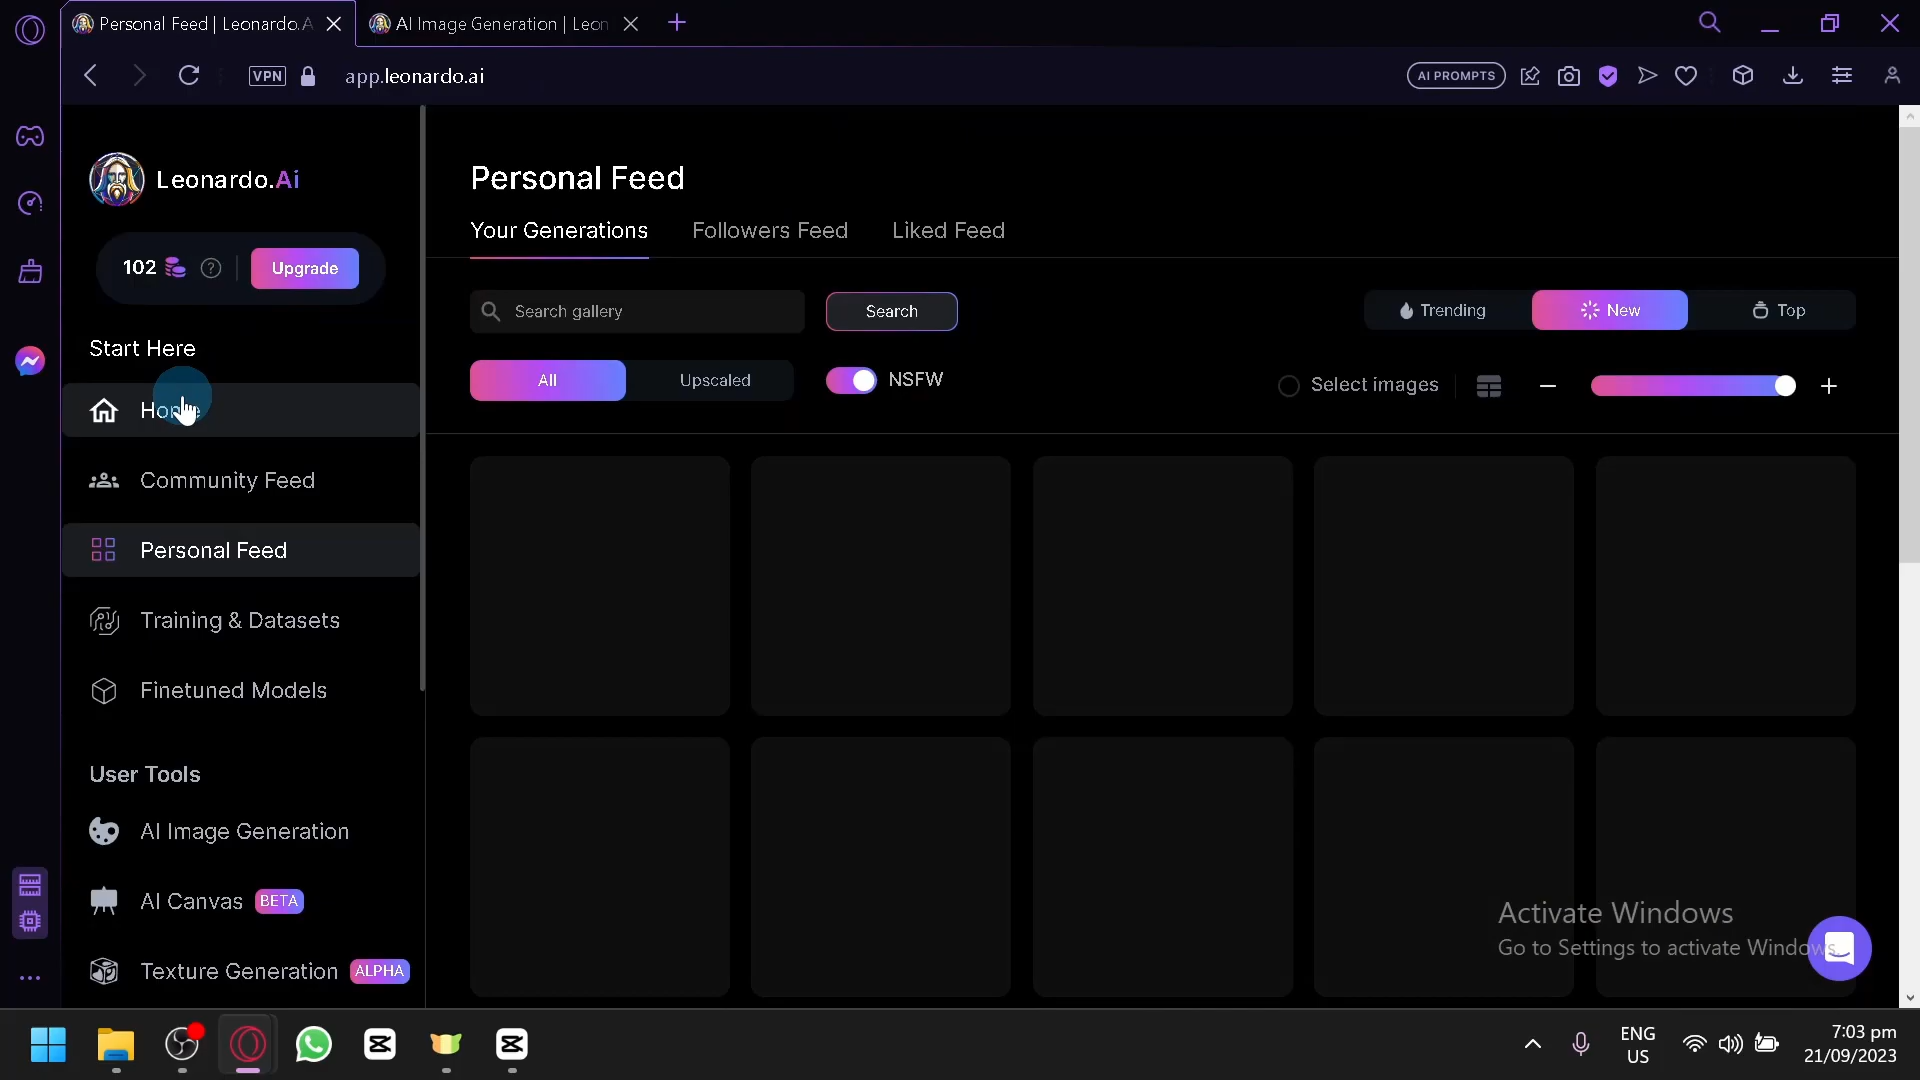 Personal Feed | Leonardo.A
AI Image Generation | Leon
VPN
app.leonardo.ai
AI PROMPTS
Leonardo.Ai
102
?
Upgrade
Start Here
Home
Community Feed
Personal Feed
Training & Datasets
Finetuned Models
User Tools
AI Image Generation
AI Canvas BETA
Texture Generation ALPHA
Personal Feed
Your Generations
Followers Feed
Liked Feed
Search gallery
Search
Trending
New
Top
All
Upscaled
NSFW
Select images
Activate Windows
Go to Settings to activate Windows.
ENG
US
7:03 pm
21/09/2023